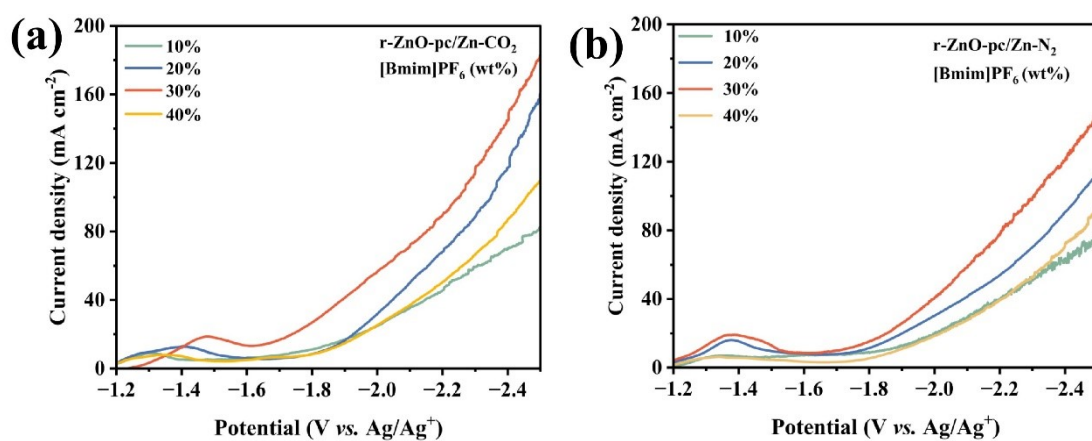 (a)
r-ZnO-pc/Zn-CO₂
[Bmim]PF₆ (wt%)
10%
20%
30%
40%
200
160
120
80
40
0
Current density (mA cm⁻²)
−1.2 −1.4 −1.6 −1.8 −2.0 −2.2 −2.4
Potential (V vs. Ag/Ag⁺)
(b)
r-ZnO-pc/Zn-N₂
[Bmim]PF₆ (wt%)
10%
20%
30%
40%
200
150
100
50
0
Current density (mA cm⁻²)
−1.2 −1.4 −1.6 −1.8 −2.0 −2.2 −2.4
Potential (V vs. Ag/Ag⁺)